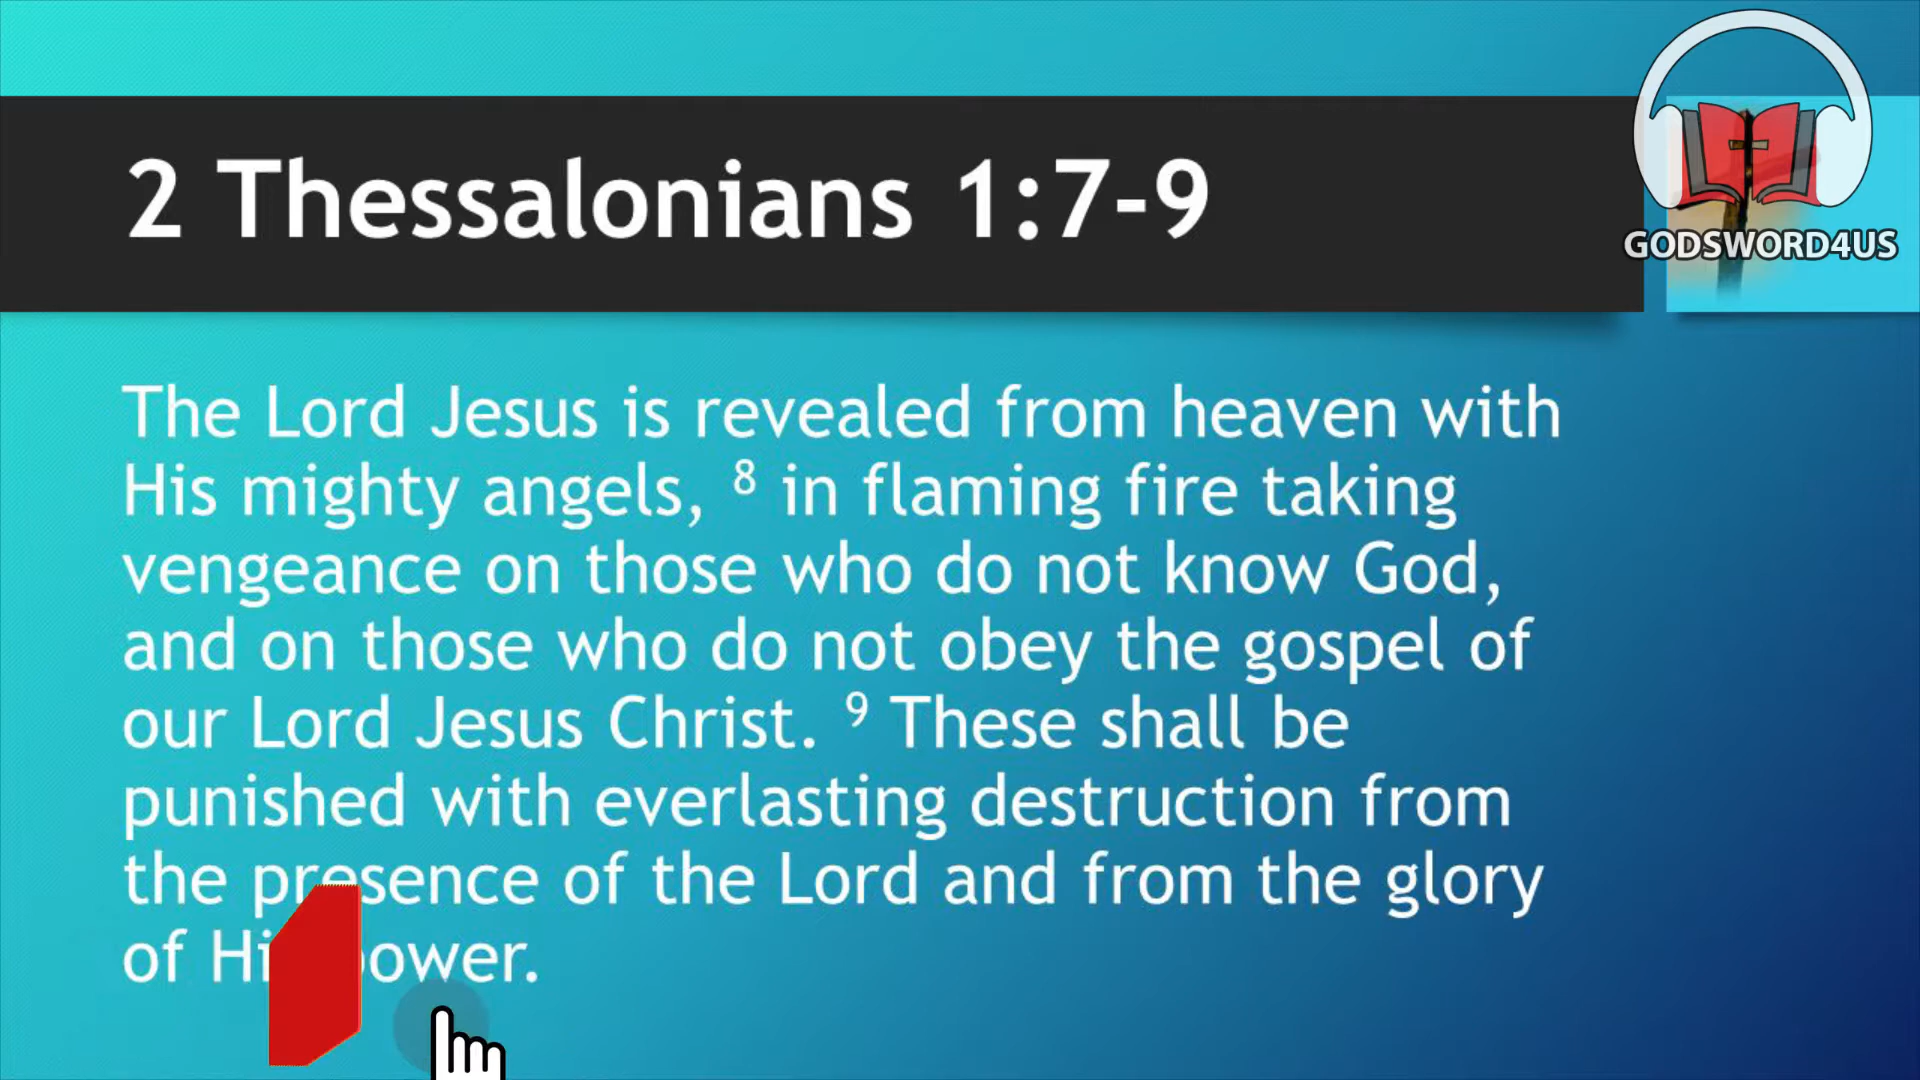 2 Thessalonians 1:7-9
GODSWORD4US
The Lord Jesus is revealed from heaven with
His mighty angels, 8 in flaming fire taking
vengeance on those who do not know God,
and on those who do not obey the gospel of
our Lord Jesus Christ. 9 These shall be
punished with everlasting destruction from
the presence of the Lord and from the glory
of power.